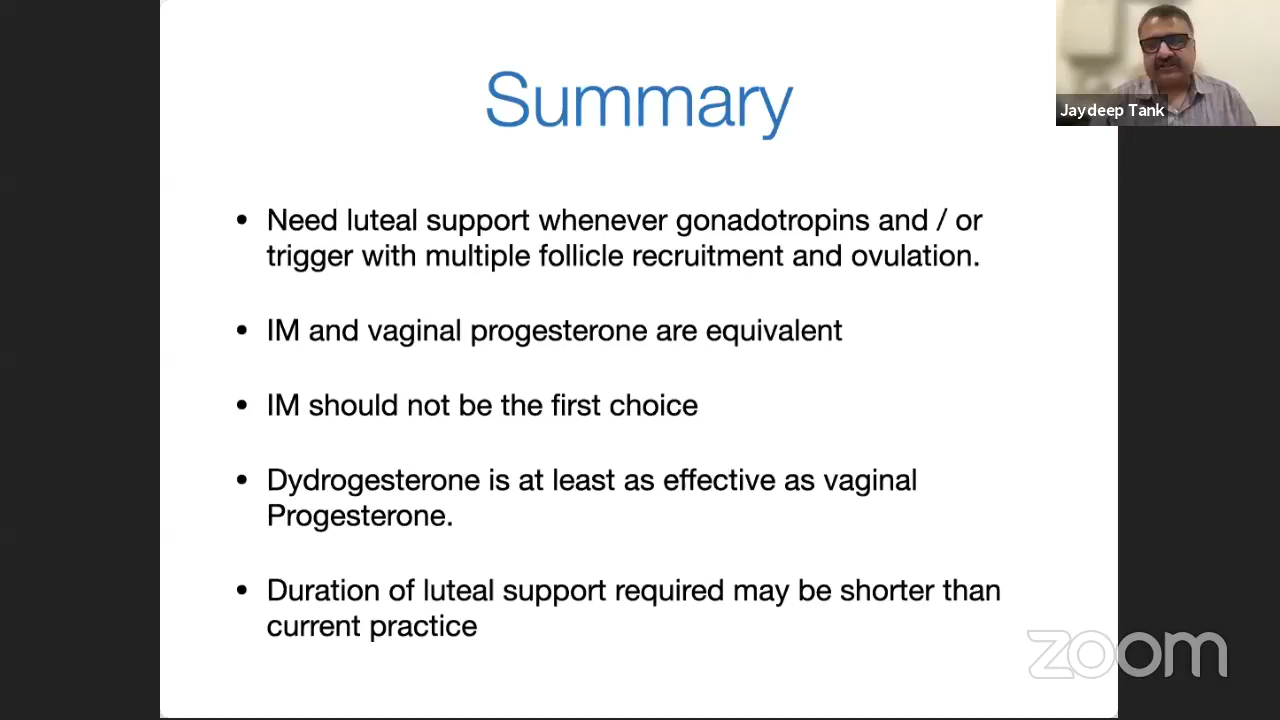 Summary
Jaydeep Tank
• Need luteal support whenever gonadotropins and / or
trigger with multiple follicle recruitment and ovulation.
• IM and vaginal progesterone are equivalent
• IM should not be the first choice
• Dydrogesterone is at least as effective as vaginal
Progesterone.
• Duration of luteal support required may be shorter than
current practice
zoom